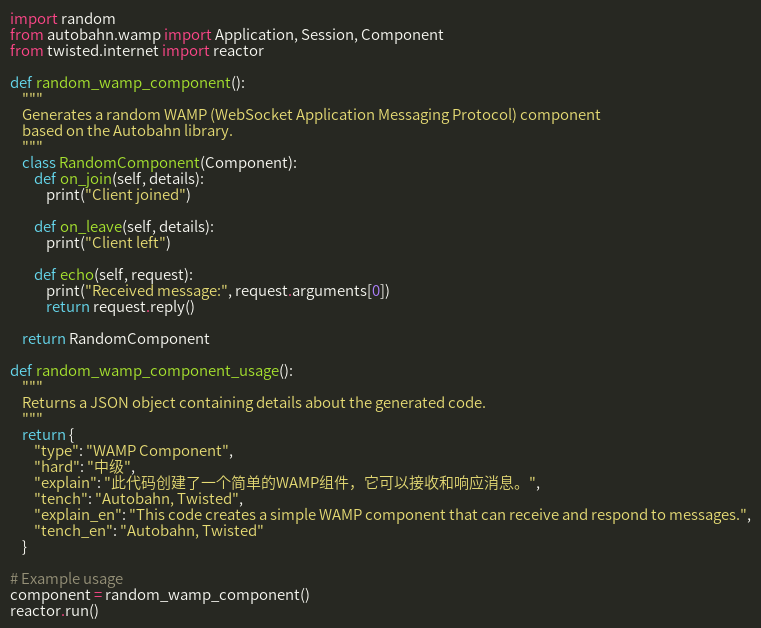 import random
from autobahn.wamp import Application, Session, Component
from twisted.internet import reactor

def random_wamp_component():
    """
    Generates a random WAMP (WebSocket Application Messaging Protocol) component
    based on the Autobahn library.
    """
    class RandomComponent(Component):
        def on_join(self, details):
            print("Client joined")

        def on_leave(self, details):
            print("Client left")

        def echo(self, request):
            print("Received message:", request.arguments[0])
            return request.reply()

    return RandomComponent

def random_wamp_component_usage():
    """
    Returns a JSON object containing details about the generated code.
    """
    return {
        "type": "WAMP Component",
        "hard": "中级",
        "explain": "此代码创建了一个简单的WAMP组件，它可以接收和响应消息。",
        "tench": "Autobahn, Twisted",
        "explain_en": "This code creates a simple WAMP component that can receive and respond to messages.",
        "tench_en": "Autobahn, Twisted"
    }

# Example usage
component = random_wamp_component()
reactor.run()